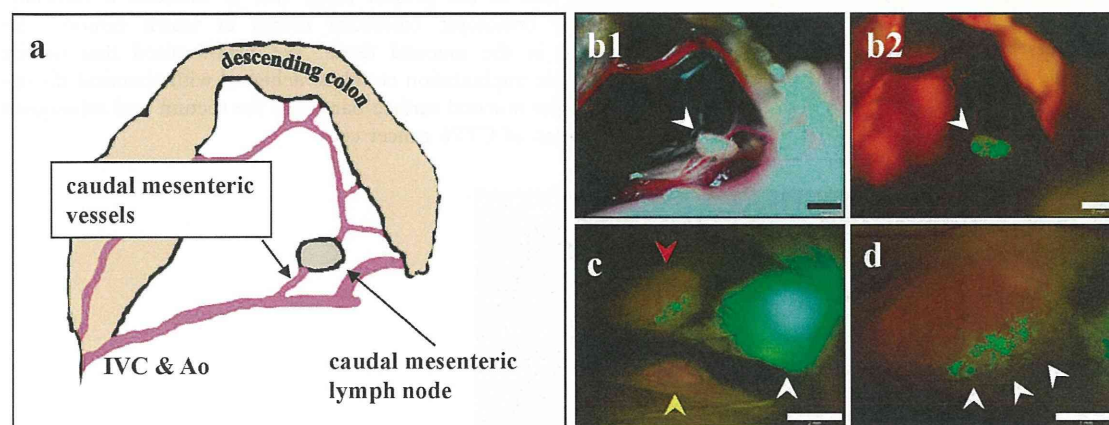 a
descending colon
caudal mesenteric
vessels
IVC & Ao
caudal mesenteric
lymph node
b1
b2
c
d